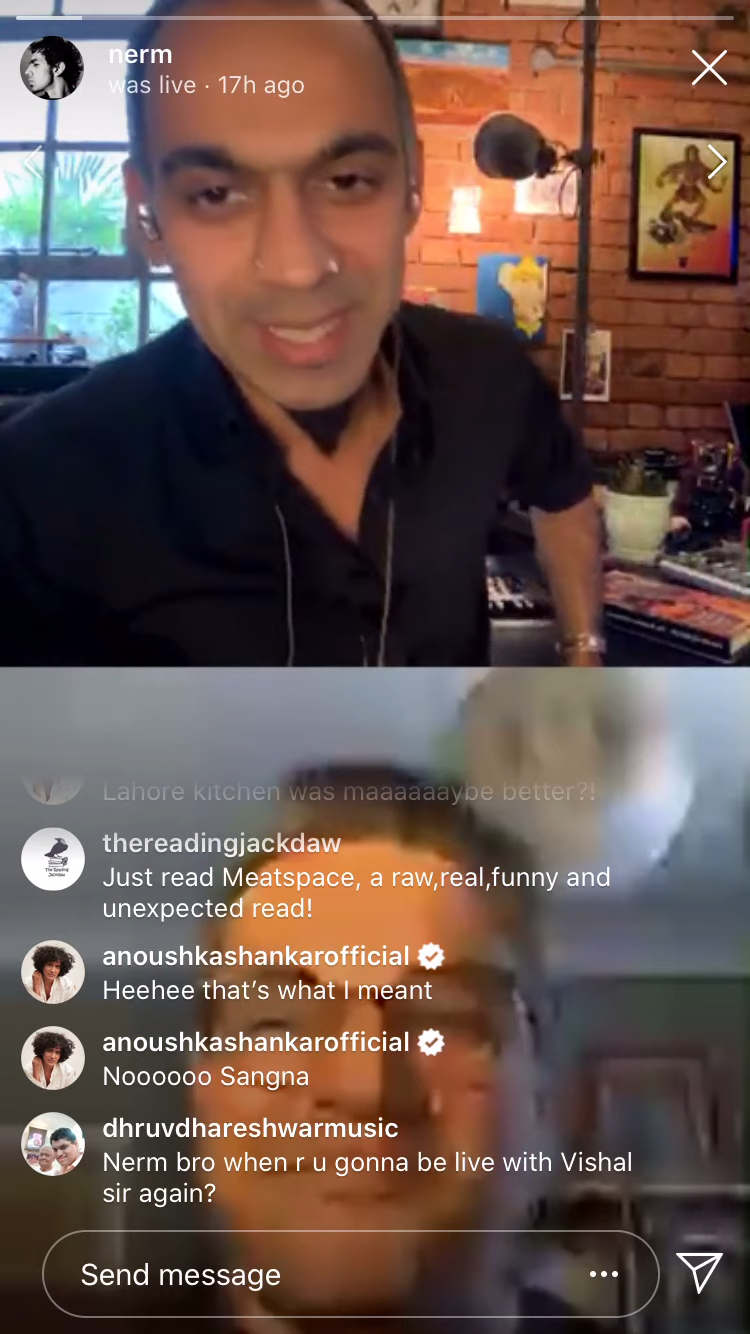 nerm
was live · 17h ago
Lahore kitchen was maaaaaaybe better?!
thereadingjackdaw
Just read Meatspace, a raw,real,funny and
unexpected read!
anoushkashankarofficial
Heehee that’s what I meant
anoushkashankarofficial
Noooooo Sangna
dhruvdhareshwarmusic
Nerm bro when r u gonna be live with Vishal
sir again?
Send message